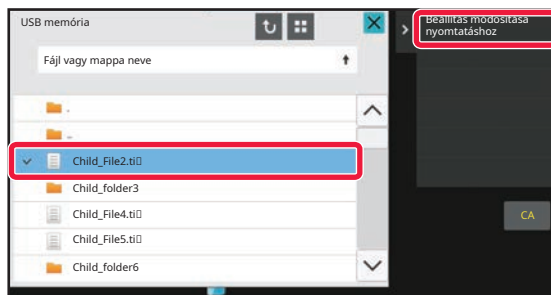 USB memória
Beállítás módosítása
nyomtatáshoz
Fájl vagy mappa neve
.
..
Child_File2.ti
Child_folder3
Child_File4.ti
Child_File5.ti
Child_folder6
CA